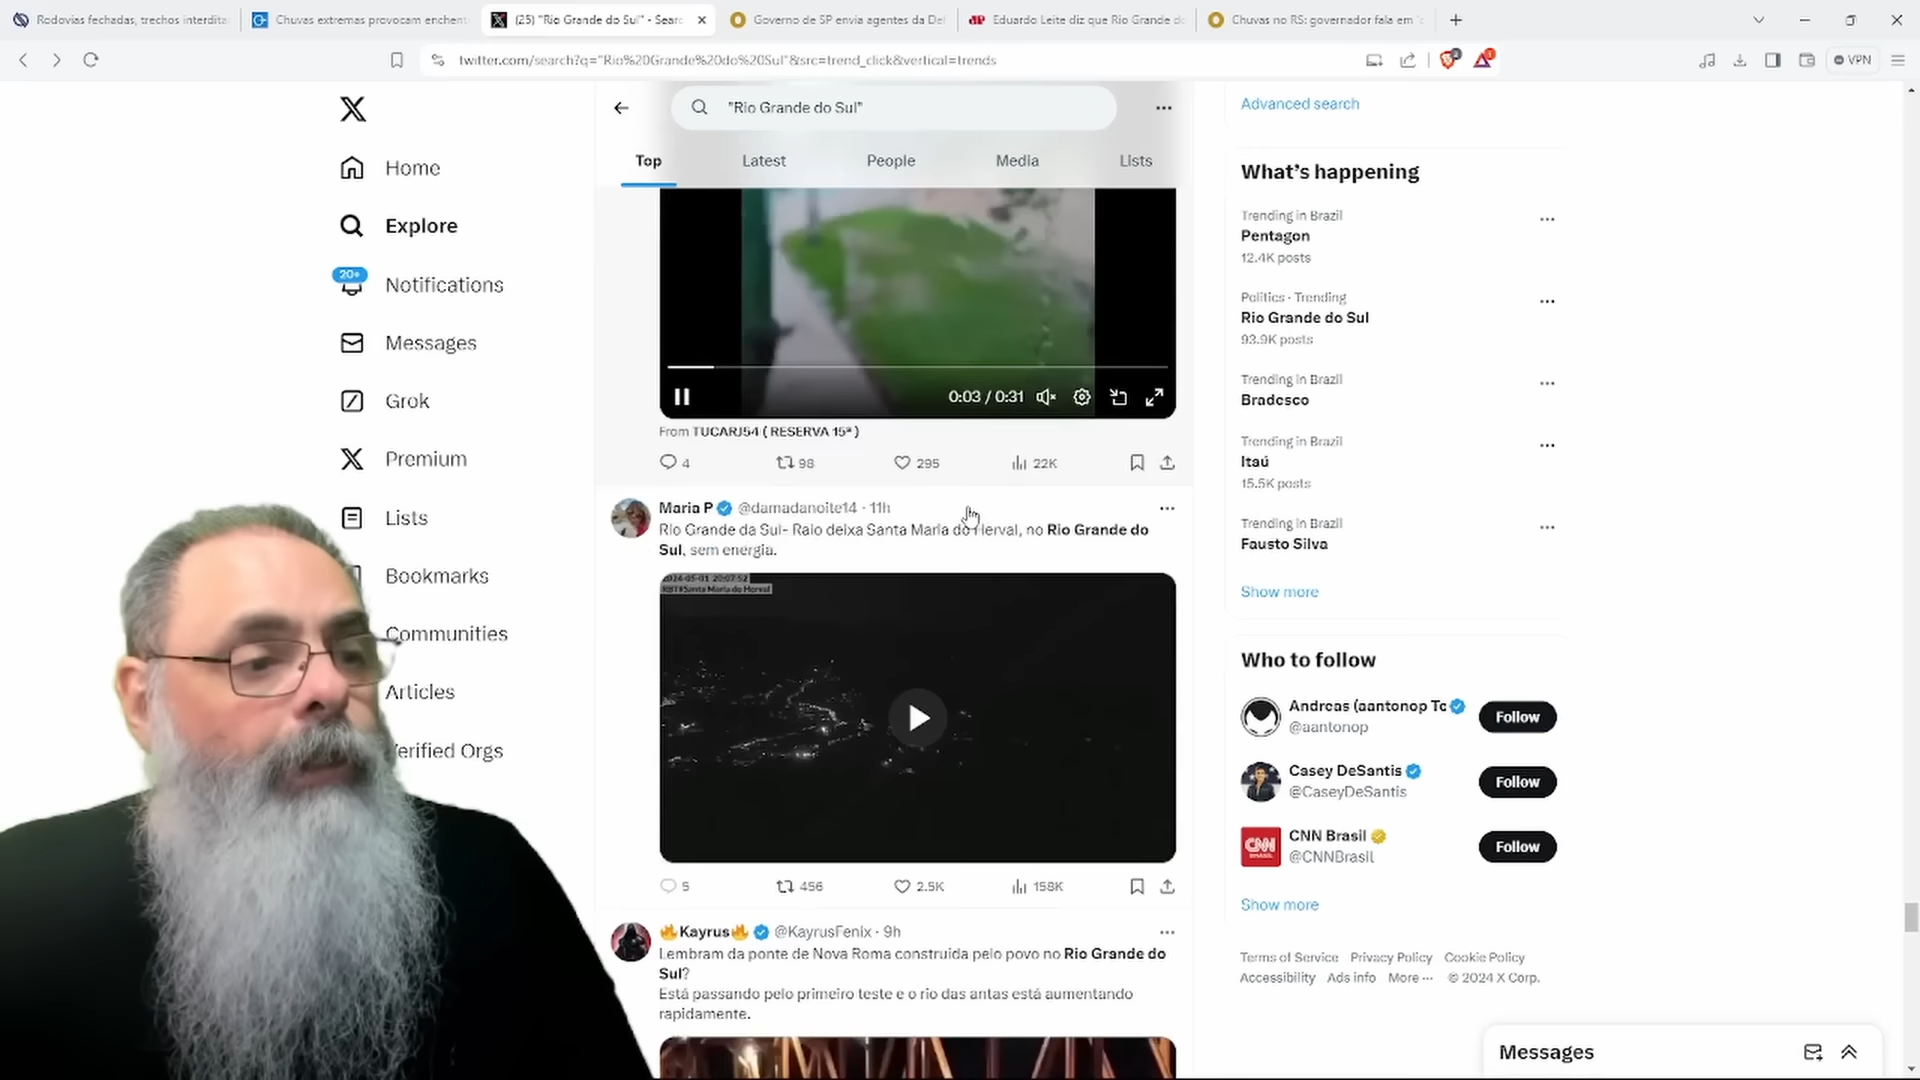 Rodovias fechadas, trechos interdita
Chuvas extremas provocam enchent
(25) "Rio Grande do Sul" - Sear
Governo de SP envia agentes da Def
Eduardo Leite diz que Rio Grande do
Chuvas no RS: governador fala em
twitter.com/search?q="Rio%20Grande%20do%20Sul"&src=trend_click&vertical=trends
VPN
"Rio Grande do Sul"
Top
Latest
People
Media
Lists
Home
Explore
20+
Notifications
Messages
Grok
Premium
Lists
Bookmarks
Communities
Articles
Verified Orgs
0:03 / 0:31
From TUCARJ54 ( RESERVA 15ª )
4
98
295
22K
Maria P @damadanoite14 · 11h
Rio Grande da Sul- Raio deixa Santa Maria do Herval, no Rio Grande do
Sul, sem energia.
2024-05-01 20:07:52
Santa Maria do Herval
5
456
2.5K
158K
🔥Kayrus🔥 @KayrusFenix · 9h
Lembram da ponte de Nova Roma construida pelo povo no Rio Grande do
Sul?
Está passando pelo primeiro teste e o rio das antas está aumentando
rapidamente.
Advanced search
What's happening
Trending in Brazil
Pentagon
12.4K posts
Politics · Trending
Rio Grande do Sul
93.9K posts
Trending in Brazil
Bradesco
Trending in Brazil
Itaú
15.5K posts
Trending in Brazil
Fausto Silva
Show more
Who to follow
Andreas (aantonop Tc
@aantonop
Follow
Casey DeSantis
@CaseyDeSantis
Follow
CNN BRASIL
CNN Brasil
@CNNBrasil
Follow
Show more
Terms of Service Privacy Policy Cookie Policy
Accessibility Ads info More ··· © 2024 X Corp.
Messages